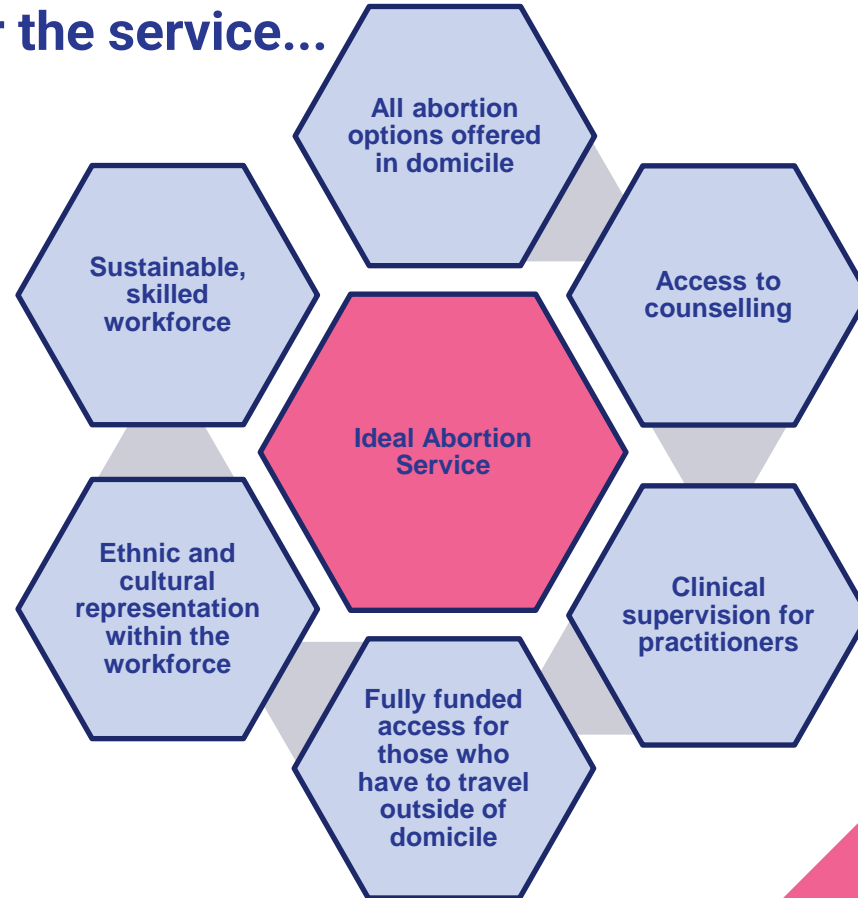 r the service...
All abortion
options offered
in domicile
Access to
counselling
Clinical
supervision for
practitioners
Fully funded
access for
those who
have to travel
outside of
domicile
Ethnic and
cultural
representation
within the
workforce
Sustainable,
skilled
workforce
Ideal Abortion
Service